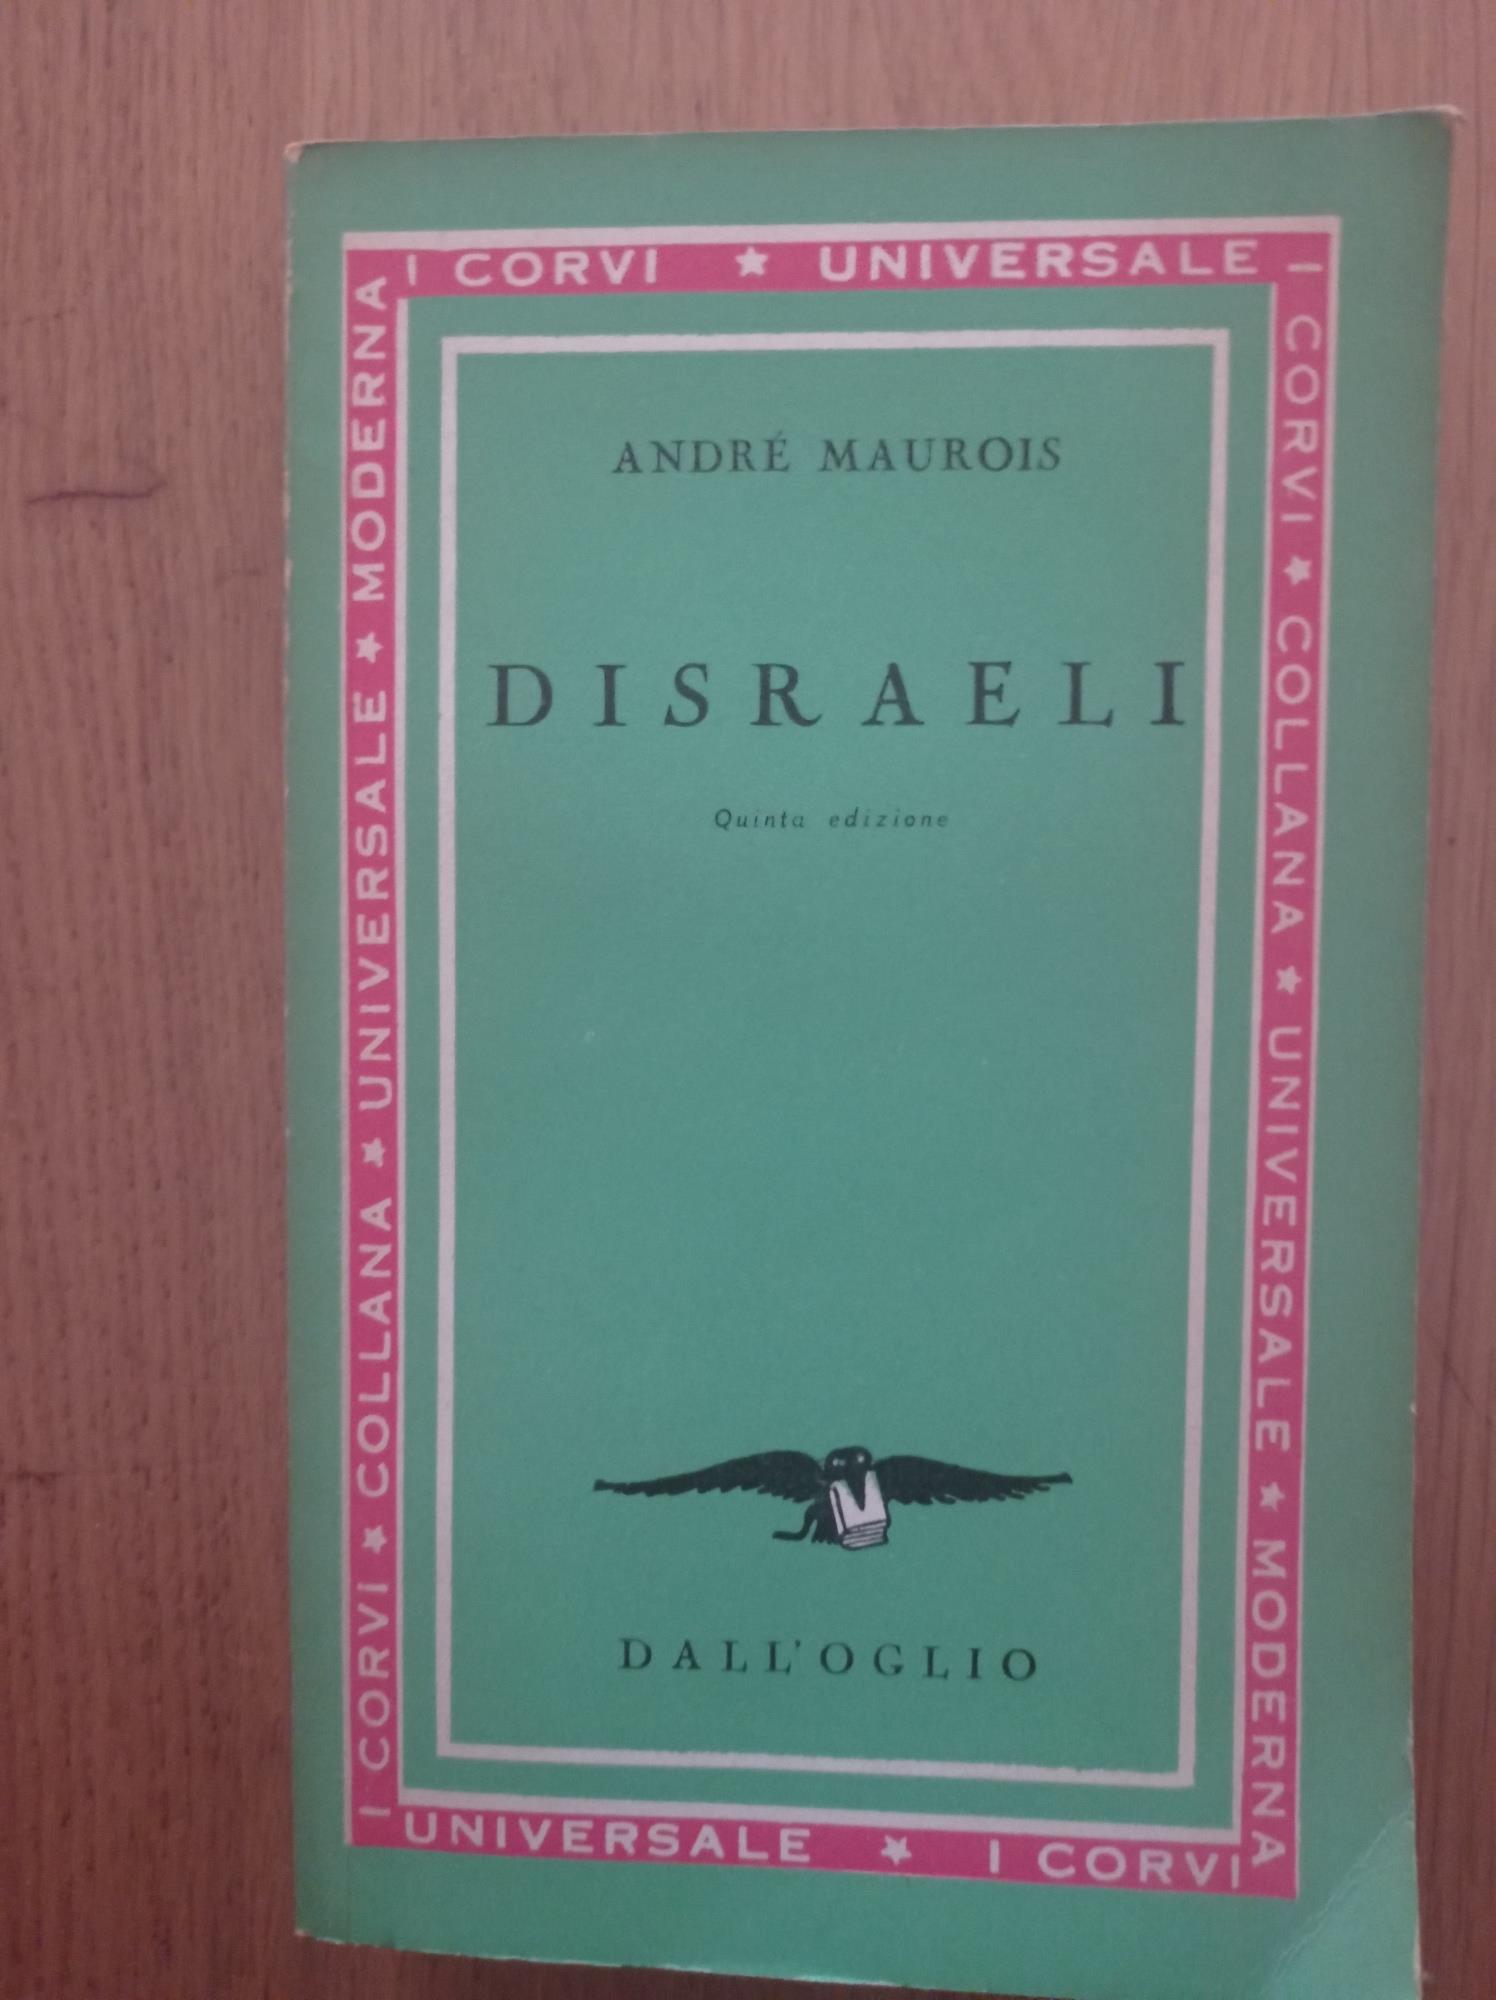 I CORVI ★ UNIVERSALE
I CORVI ★ COLLANA ★ UNIVERSALE ★ MODERNA
I CORVI ★ COLLANA ★ UNIVERSALE ★ MODERNA
ANDRÉ MAUROIS
DISRAELI
Quinta edizione
DALL'OGLIO
UNIVERSALE ★ I CORVI